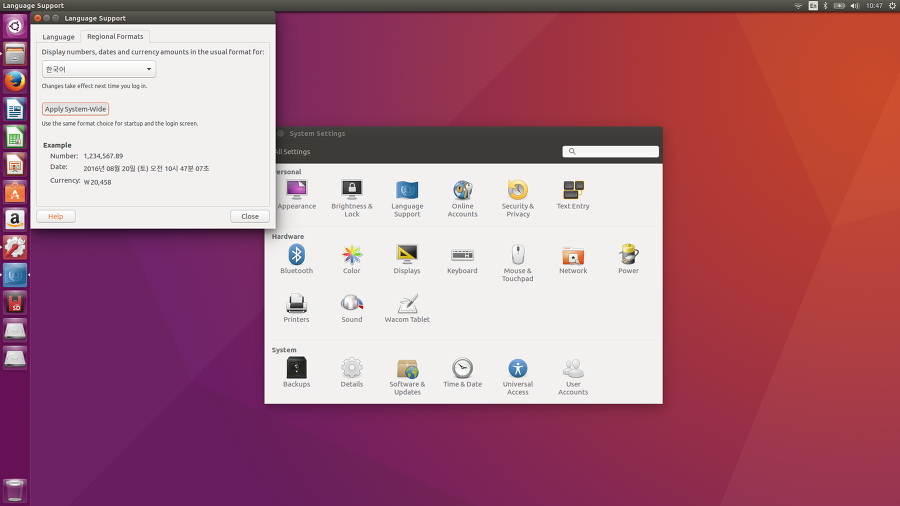 Language Support
En
10:47
Language Support
Language
Regional Formats
Display numbers, dates and currency amounts in the usual format for:
한국어
Changes take effect next time you log in.
Apply System-Wide
Use the same format choice for startup and the login screen.
Example
Number: 1,234,567.89
Date: 2016년 08월 20일 (토) 오전 10시 47분 07초
Currency: ₩20,458
Help
Close
System Settings
All Settings
Personal
Appearance
Brightness &
Lock
Language
Support
Online
Accounts
Security &
Privacy
Text Entry
Hardware
Bluetooth
Color
Displays
Keyboard
Mouse &
Touchpad
Network
Power
Printers
Sound
Wacom Tablet
System
Backups
Details
Software &
Updates
Time & Date
Universal
Access
User
Accounts
A
a
SD